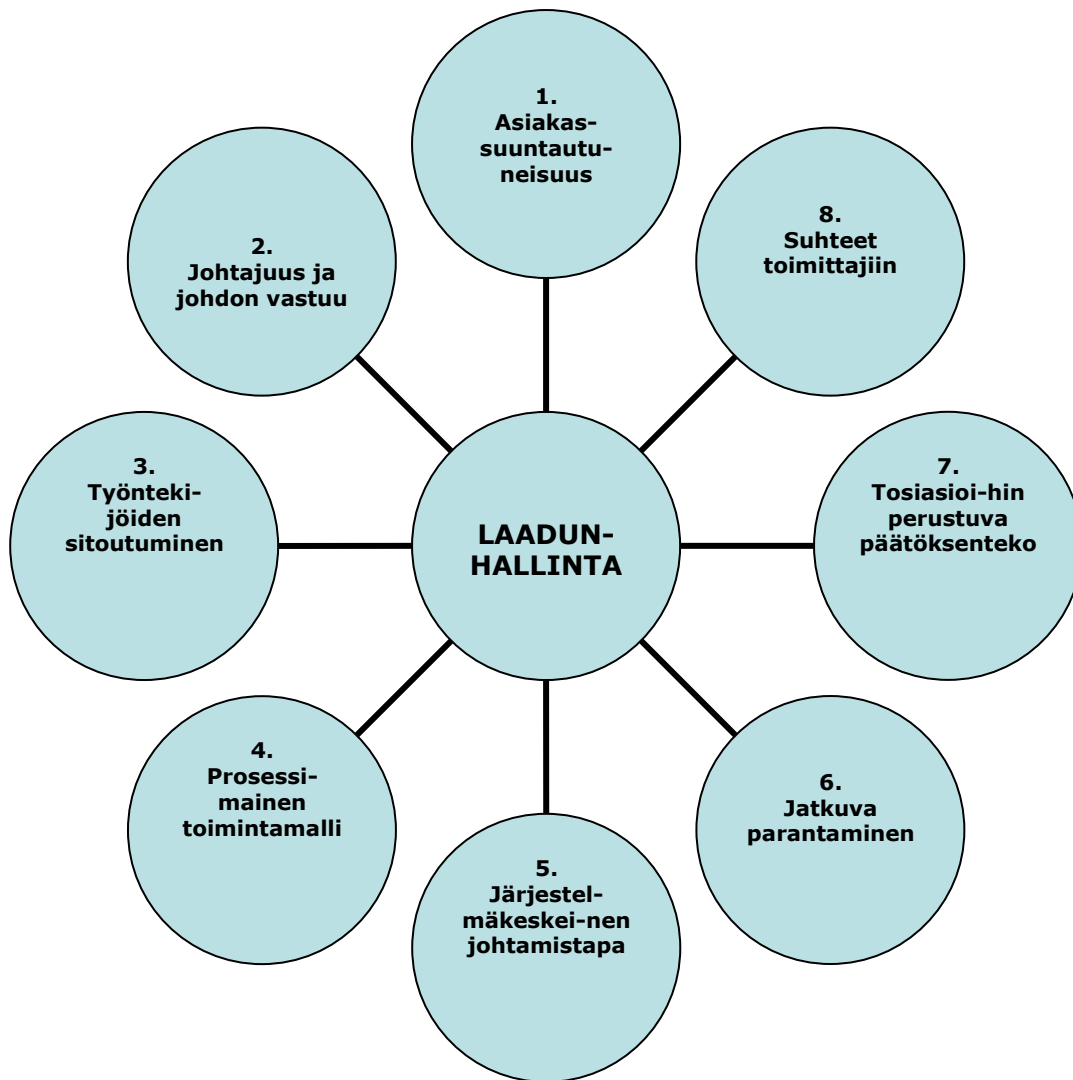 1.
Asiakas-
suuntautu-
neisuus
2.
Johtajuus ja
johdon vastuu
3.
Työnteki-
jöiden
sitoutuminen
4.
Prosessi-
mainen
toimintamalli
5.
Järjestel-
mäkeskei-nen
johtamistapa
6.
Jatkuva
parantaminen
7.
Tosiasioi-hin
perustuva
päätöksenteko
8.
Suhteet
toimittajiin
LAADUN-
HALLINTA